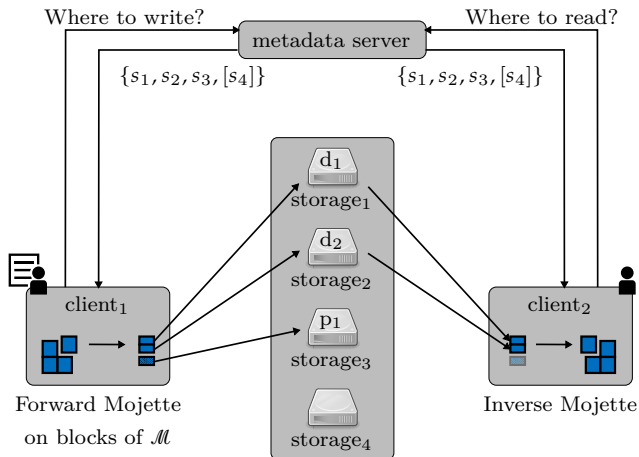 Where to write?
Where to read?
metadata server
{s₁, s₂, s₃, [s₄]}
{s₁, s₂, s₃, [s₄]}
d₁
storage₁
d₂
storage₂
client₁
client₂
p₁
storage₃
storage₄
Forward Mojette
on blocks of ℳ
Inverse Mojette